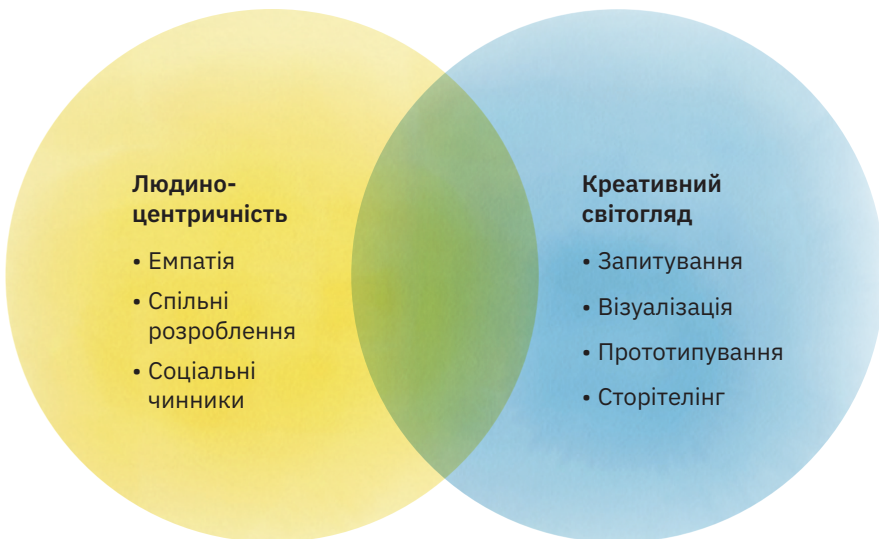 Людино-
центричність
• Емпатія
• Спільні
розроблення
• Соціальні
чинники
Креативний
світогляд
• Запитування
• Візуалізація
• Прототипування
• Сторітелінг